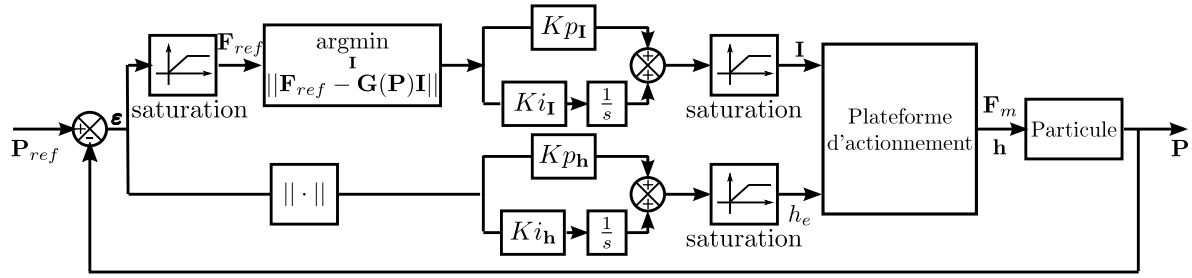 P_ref
+
-
ε
saturation
F_ref
argmin
I
||F_ref − G(P)I||
Kp_I
Ki_I
1/s
+
+
saturation
I
|| · ||
Kp_h
Ki_h
1/s
+
+
saturation
h_e
Plateforme
d'actionnement
F_m
h
Particule
P